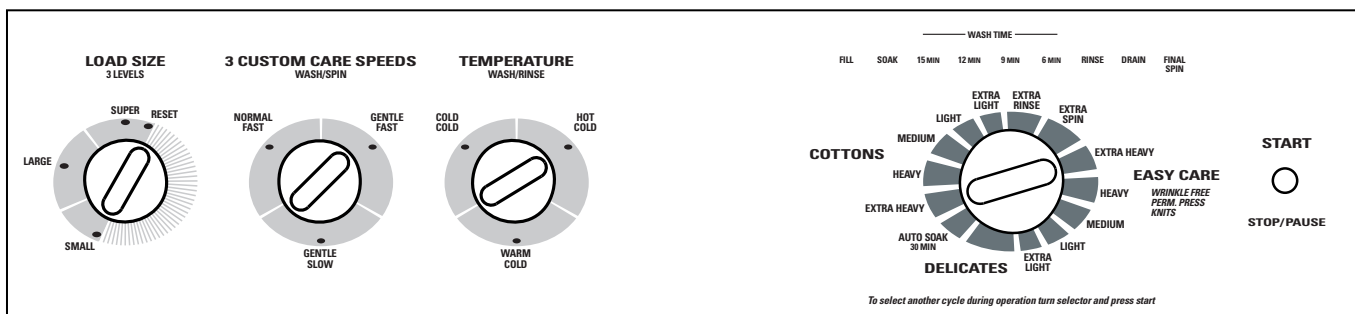 LOAD SIZE
3 LEVELS
SUPER
RESET
LARGE
SMALL
3 CUSTOM CARE SPEEDS
WASH/SPIN
NORMAL
FAST
GENTLE
FAST
GENTLE
SLOW
TEMPERATURE
WASH/RINSE
COLD
COLD
HOT
COLD
WARM
COLD
WASH TIME
FILL SOAK 15 MIN 12 MIN 9 MIN 6 MIN RINSE DRAIN FINAL
SPIN
COTTONS
EXTRA
LIGHT
LIGHT
MEDIUM
HEAVY
EXTRA HEAVY
AUTO SOAK
30 MIN
EXTRA
RINSE
EXTRA
SPIN
EXTRA HEAVY
EASY CARE
WRINKLE FREE
PERM. PRESS
KNITS
HEAVY
MEDIUM
LIGHT
EXTRA
LIGHT
DELICATES
To select another cycle during operation turn selector and press start
START
STOP/PAUSE